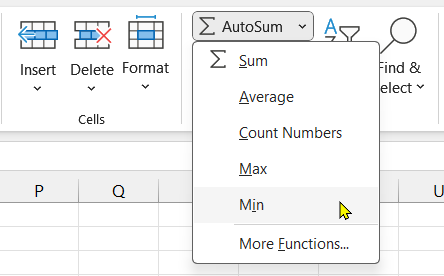 Insert
Delete
Format
Cells
∑ AutoSum
∑ Sum
Average
Count Numbers
Max
Min
More Functions...
Find &
elect
P
Q
U